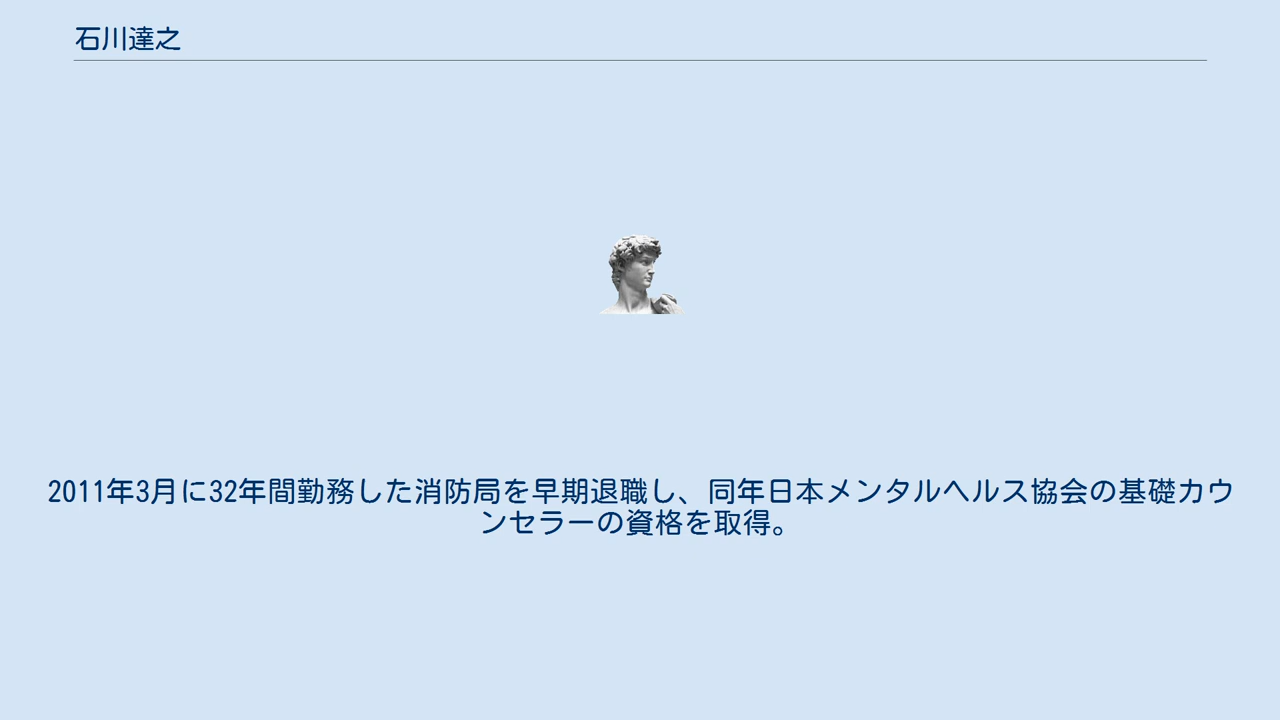 石川達之
2011年3月に32年間勤務した消防局を早期退職し、同年日本メンタルヘルス協会の基礎カウ
ンセラーの資格を取得。